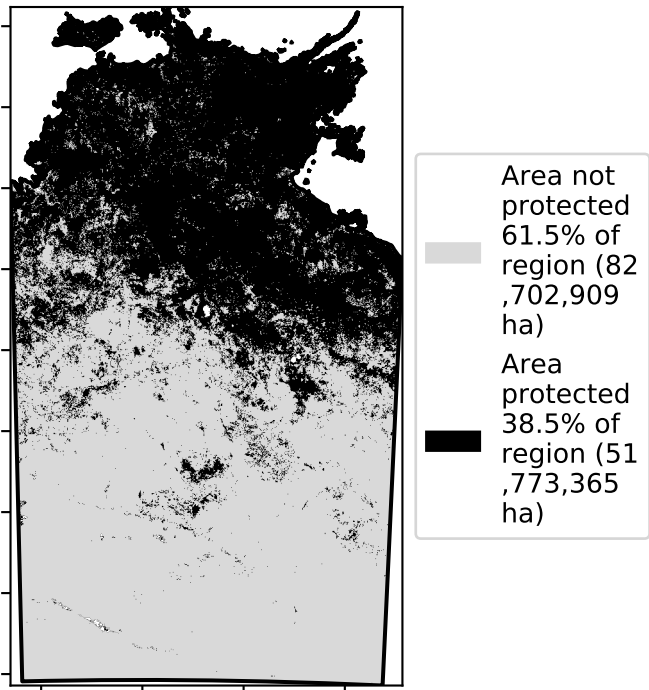 Area not
protected
61.5% of
region (82
,702,909
ha)
Area
protected
38.5% of
region (51
,773,365
ha)